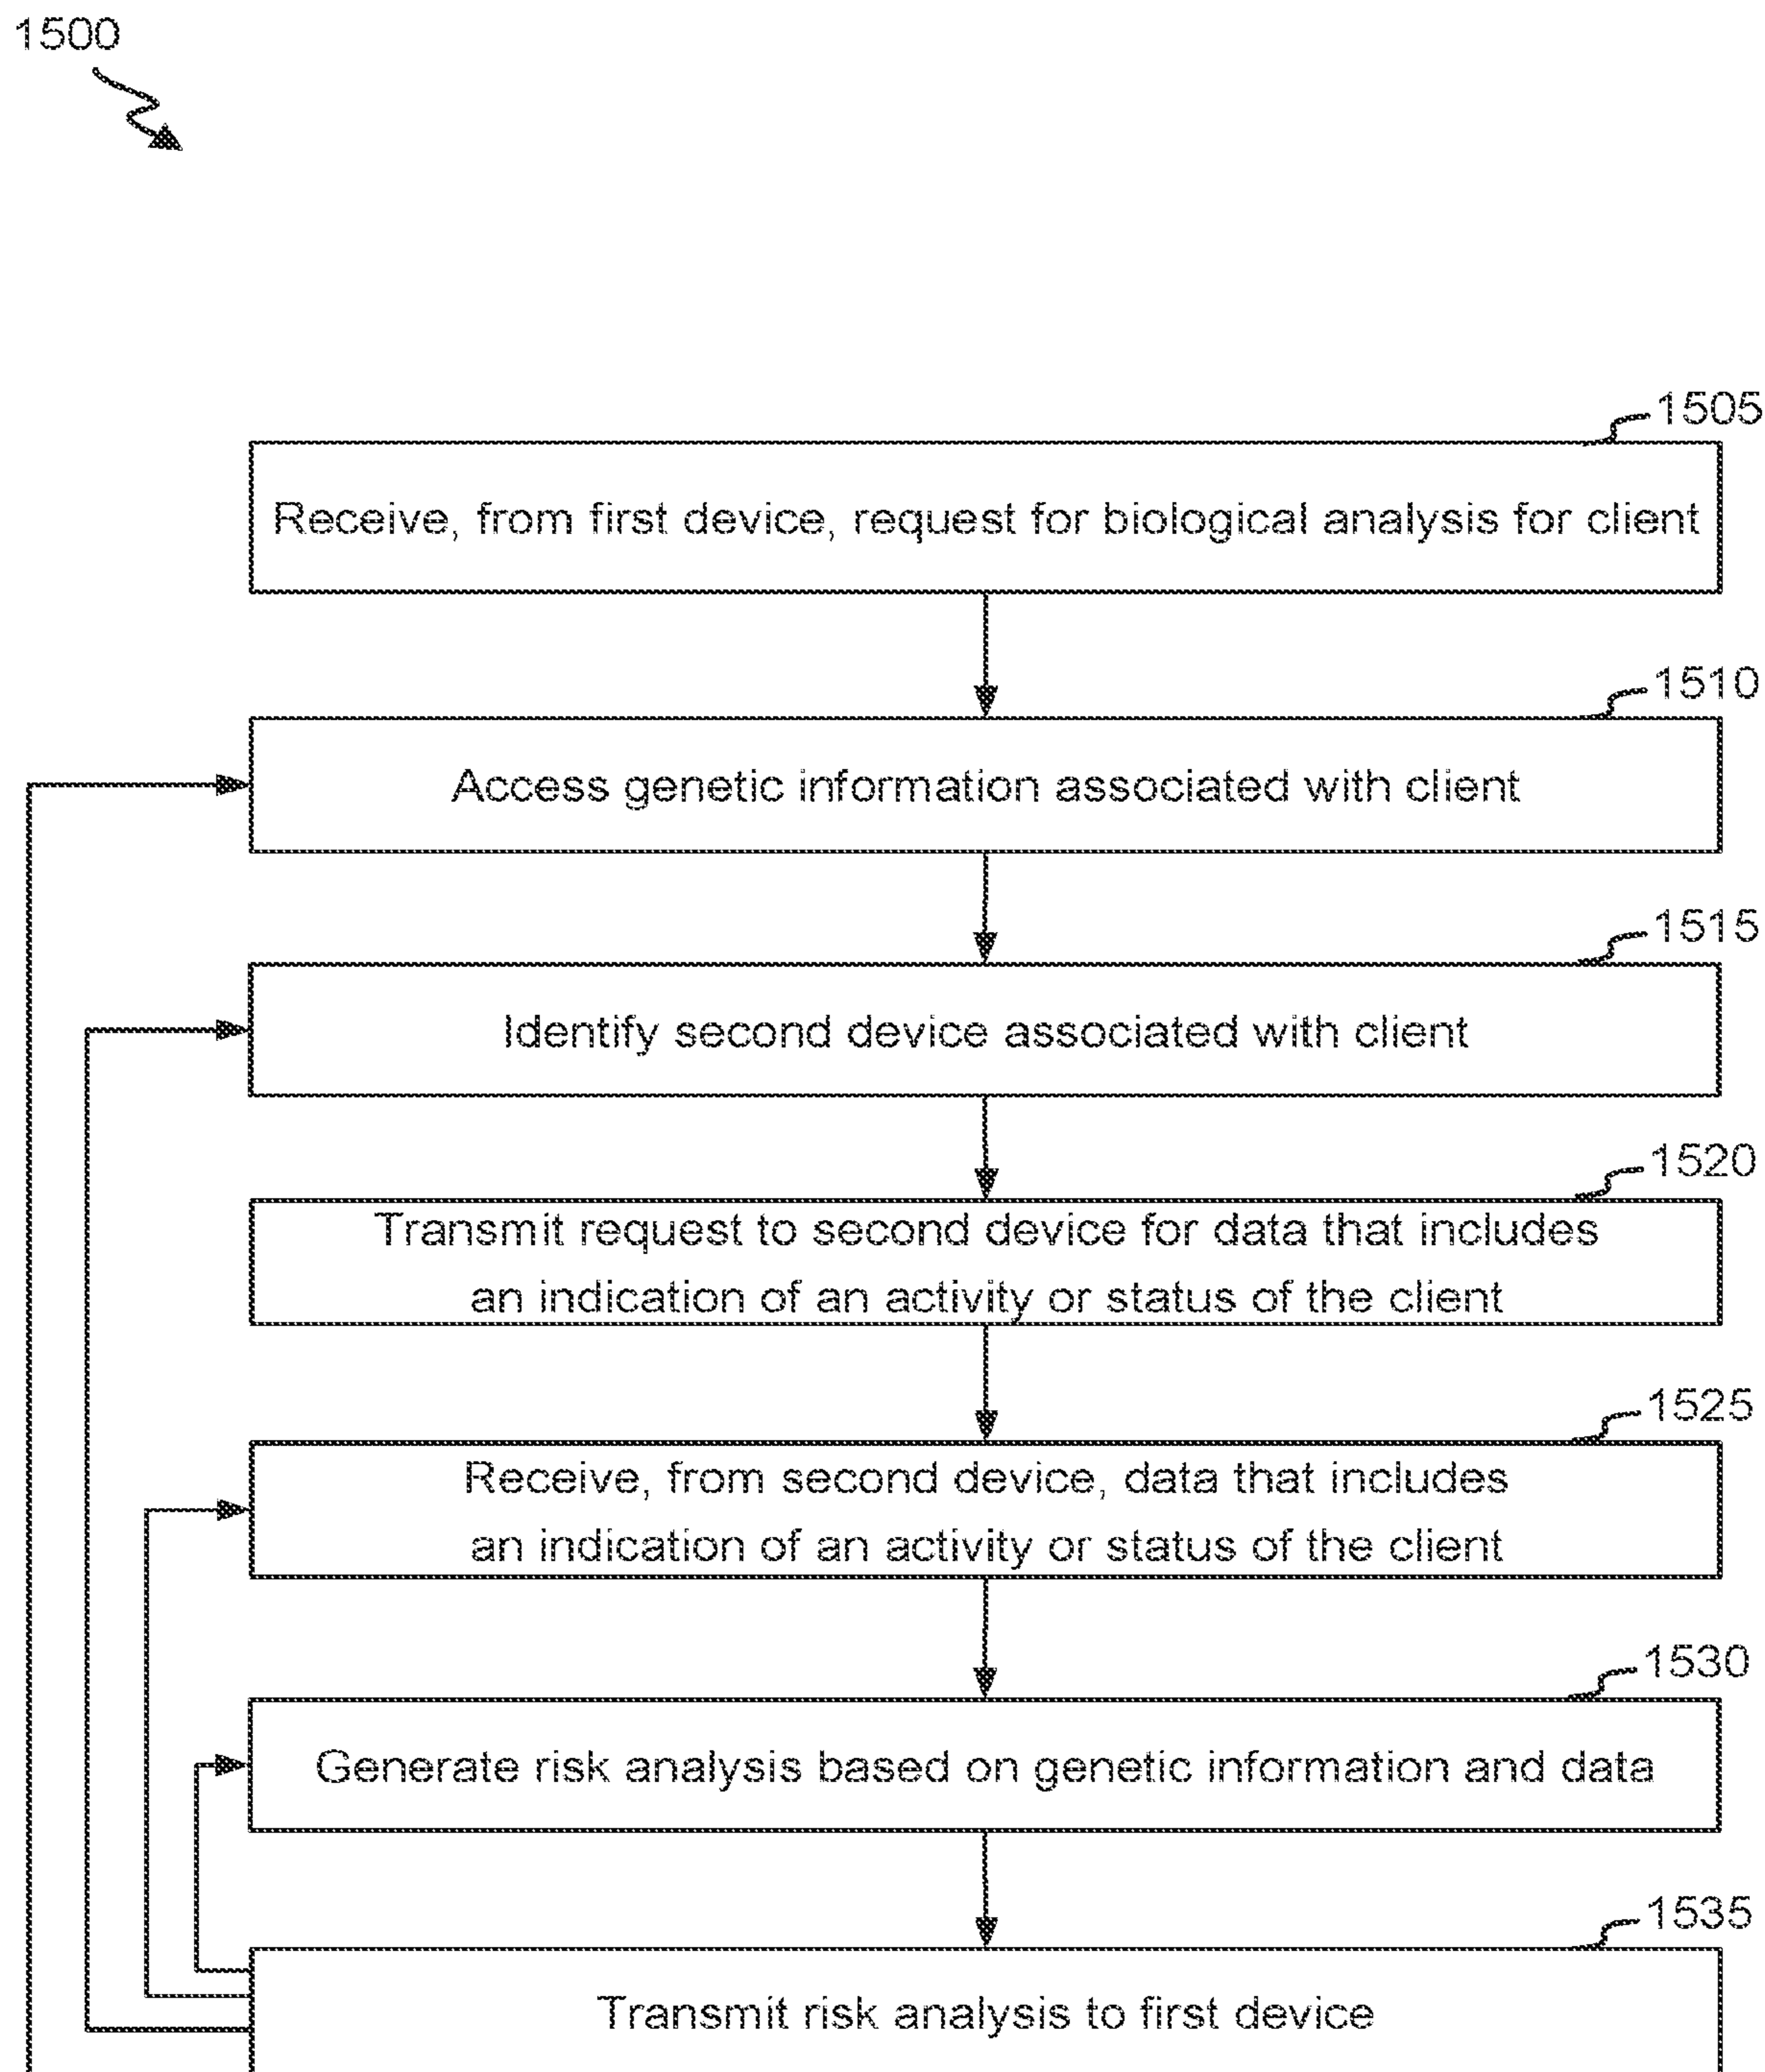 1500
1505
Receive, from first device, request for biological analysis for client
1510
Access genetic information associated with client
1515
Identify second device associated with client
1520
Transmit request to second device for data that includes
an indication of an activity or status of the client
1525
Receive, from second device, data that includes
an indication of an activity or status of the client
1530
Generate risk analysis based on genetic information and data
1535
Transmit risk analysis to first device